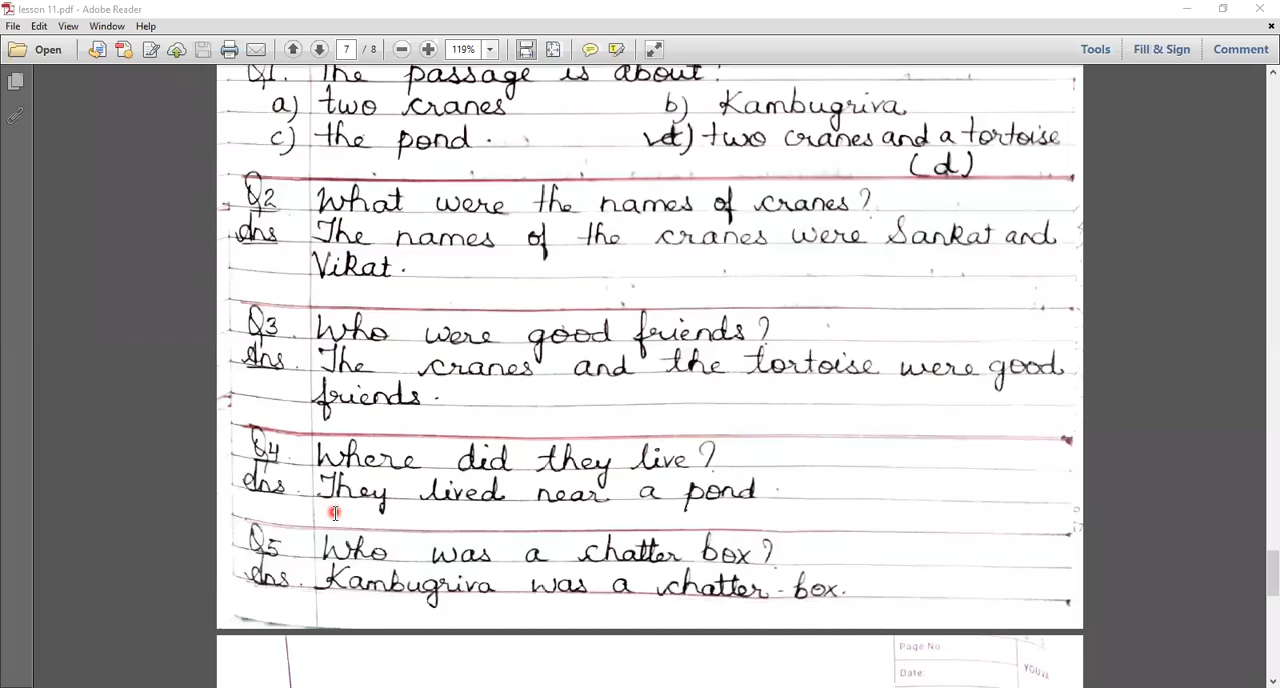 lesson 11.pdf - Adobe Reader
File Edit View Window Help
Open 7 / 8 119% Tools Fill & Sign Comment
Q1. The passage is about:
a) two cranes b) Kambugriva
c) the pond. d) two cranes and a tortoise
(d)
Q2 What were the names of cranes?
Ans The names of the cranes were Sankat and
Vikat.
Q3 Who were good friends?
Ans. The cranes and the tortoise were good
friends.
Q4. Where did they live?
Ans. They lived near a pond
Q5 Who was a chatter box?
Ans. Kambugriva was a chatter-box.
Page No
Date: